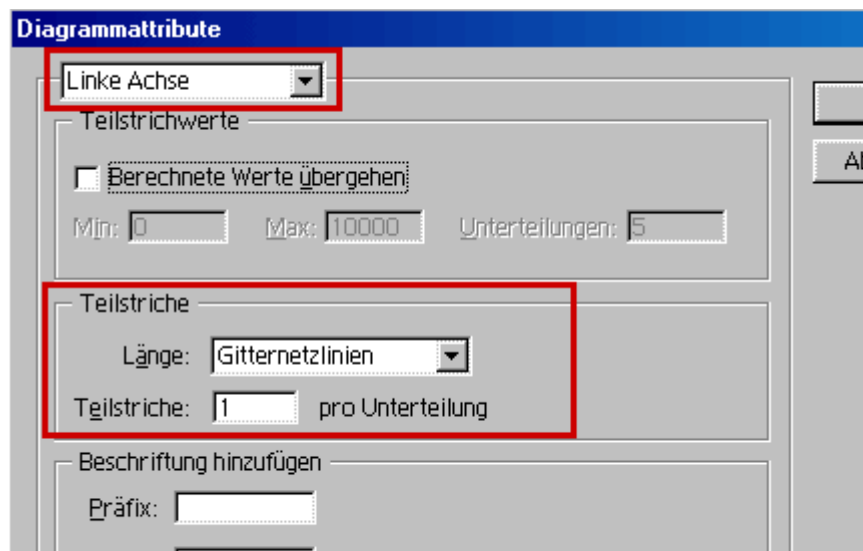 Diagrammattribute
Linke Achse
Teilstrichwerte
Berechnete Werte übergehen
Min: 0 Max: 10000 Unterteilungen: 5
Teilstriche
Länge: Gitternetzlinien
Teilstriche: 1 pro Unterteilung
Beschriftung hinzufügen
Präfix: